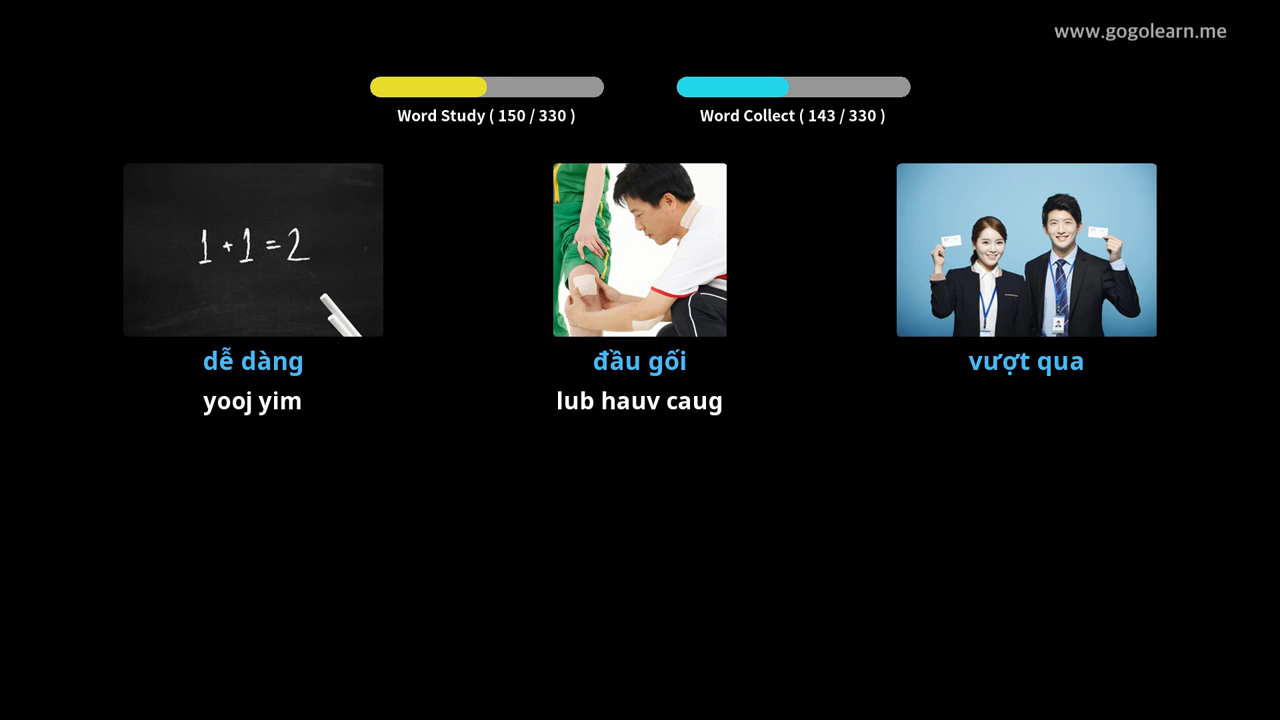 www.gogolearn.me
Word Study ( 150 / 330 )
Word Collect ( 143 / 330 )
1 + 1 = 2
dễ dàng
yooj yim
đầu gối
lub hauv caug
vượt qua